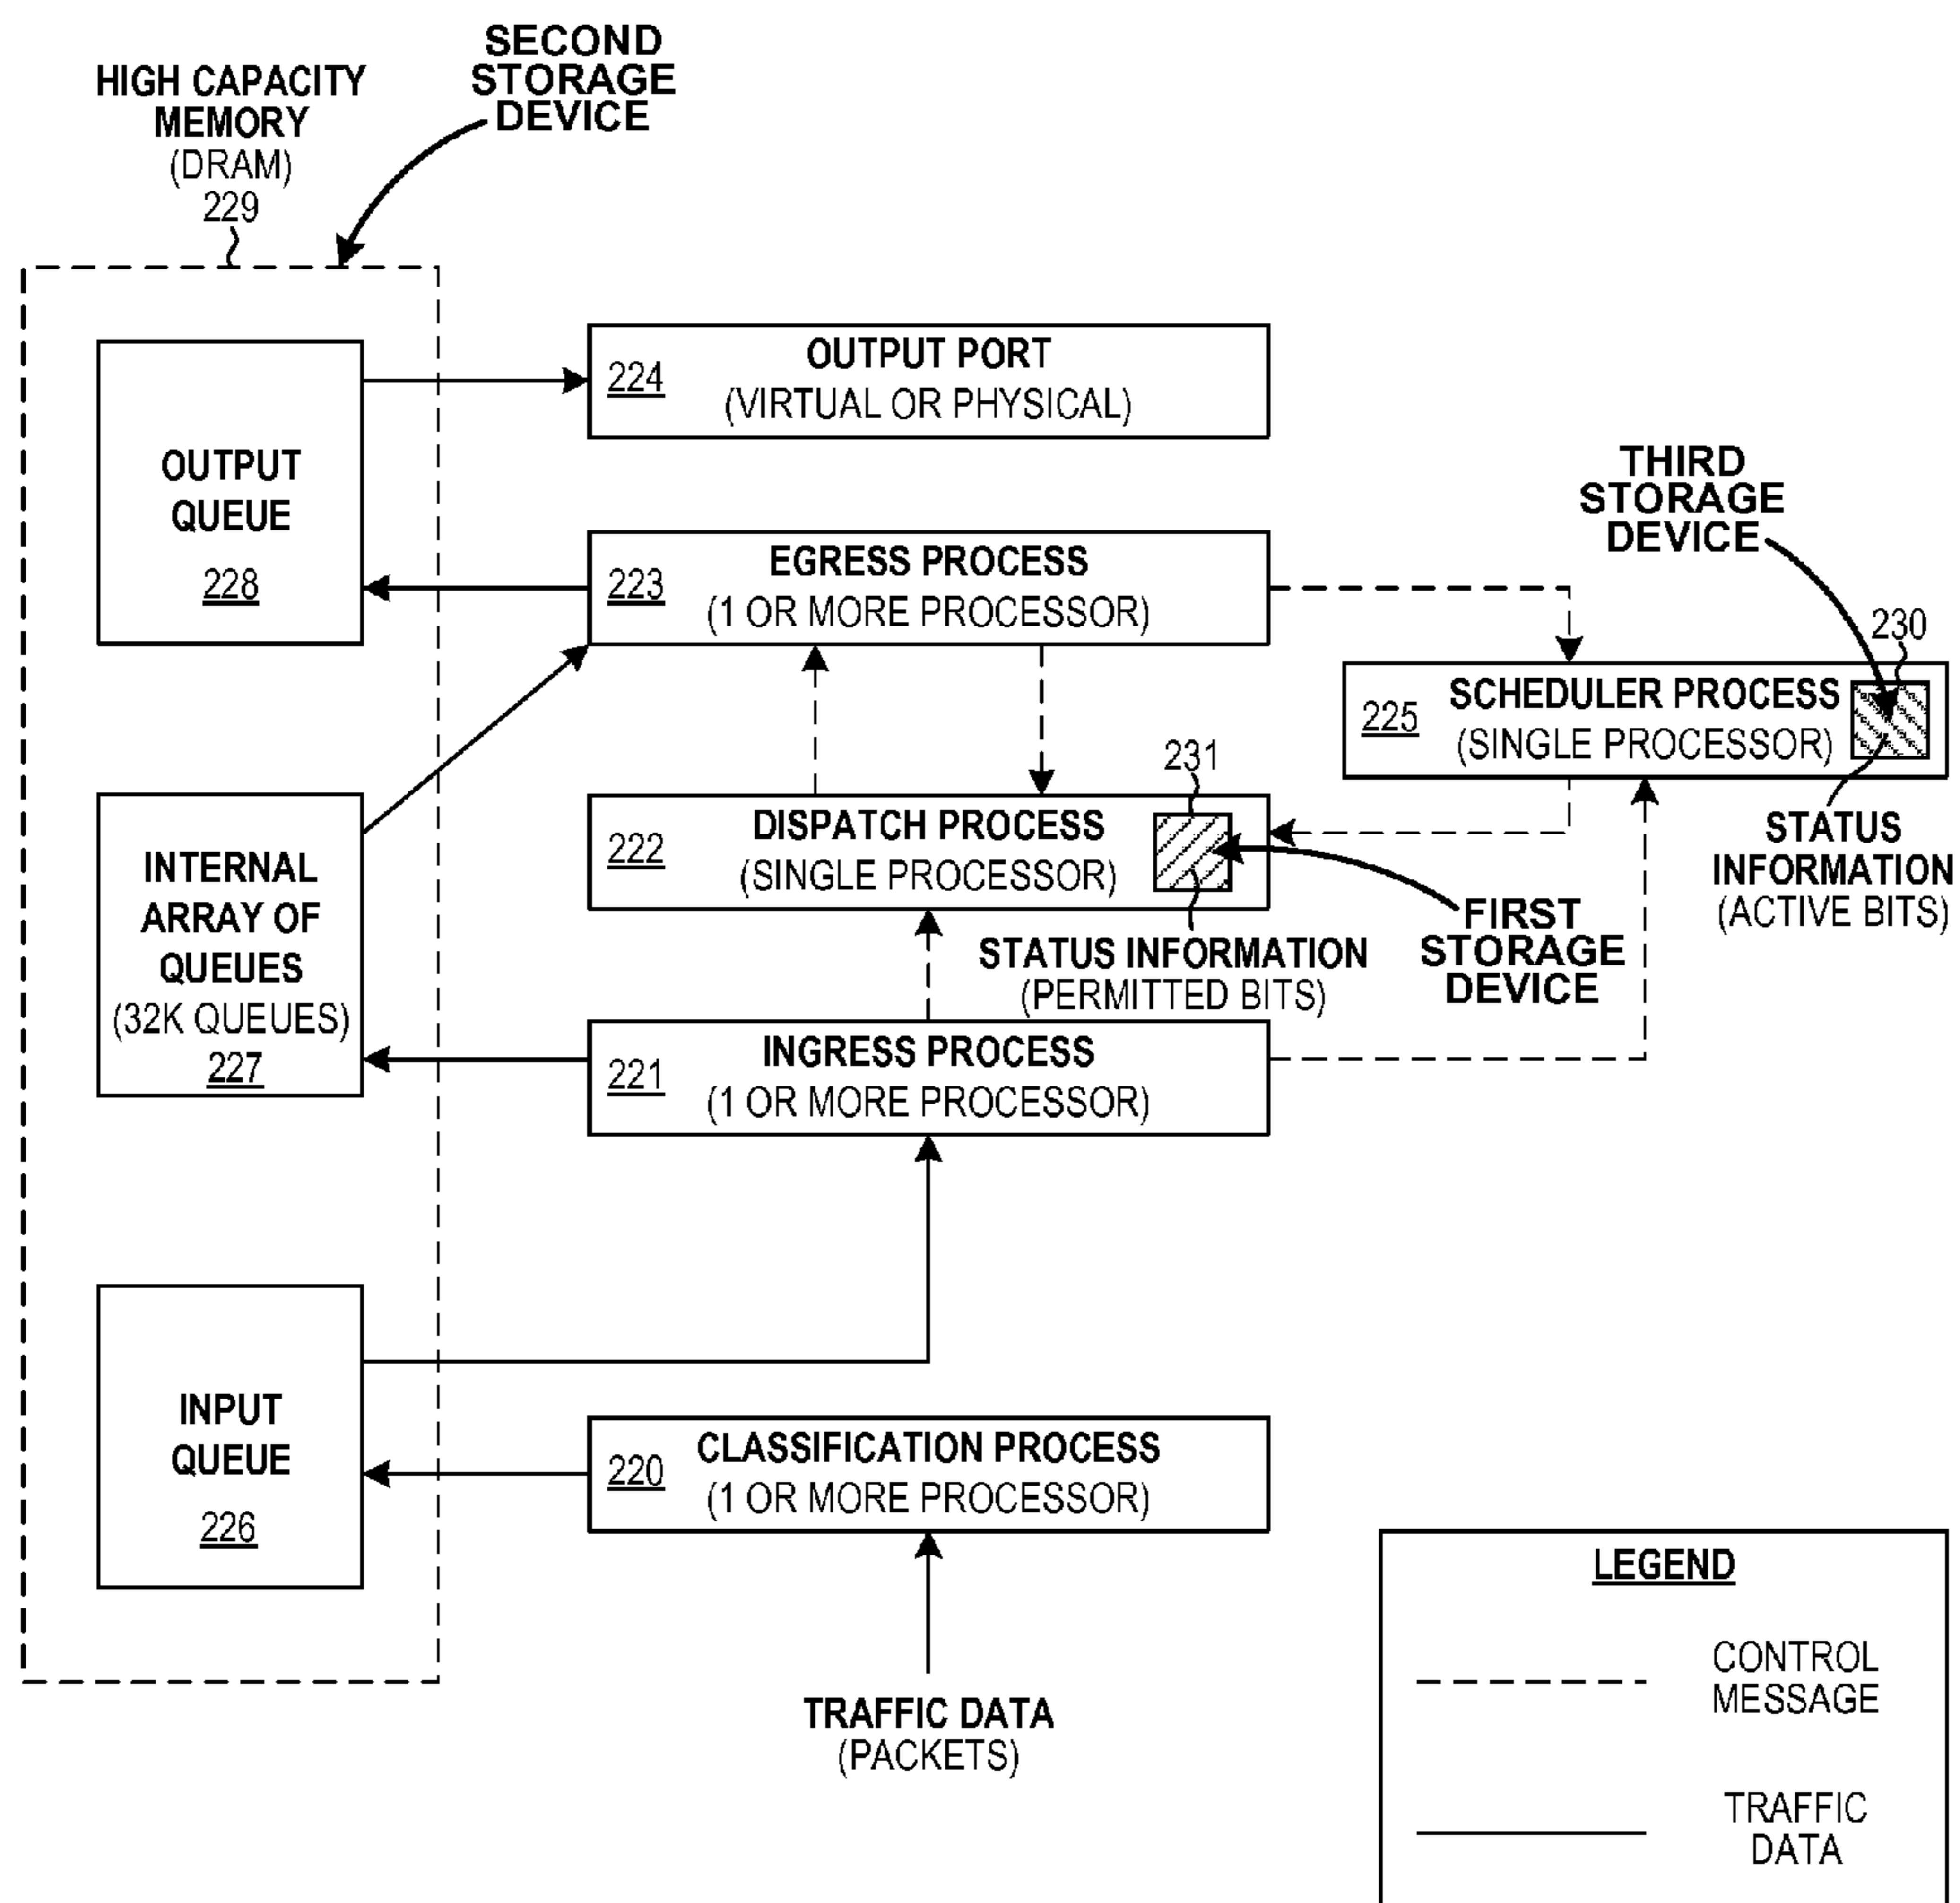 SECOND
STORAGE
DEVICE
HIGH CAPACITY
MEMORY
(DRAM)
229
OUTPUT
QUEUE
228
224
OUTPUT PORT
(VIRTUAL OR PHYSICAL)
223
EGRESS PROCESS
(1 OR MORE PROCESSOR)
THIRD
STORAGE
DEVICE
230
225
SCHEDULER PROCESS
(SINGLE PROCESSOR)
STATUS
INFORMATION
(ACTIVE BITS)
231
222
DISPATCH PROCESS
(SINGLE PROCESSOR)
STATUS INFORMATION
(PERMITTED BITS)
FIRST
STORAGE
DEVICE
INTERNAL
ARRAY OF
QUEUES
(32K QUEUES)
227
221
INGRESS PROCESS
(1 OR MORE PROCESSOR)
INPUT
QUEUE
226
220
CLASSIFICATION PROCESS
(1 OR MORE PROCESSOR)
TRAFFIC DATA
(PACKETS)
LEGEND
CONTROL
MESSAGE
TRAFFIC
DATA